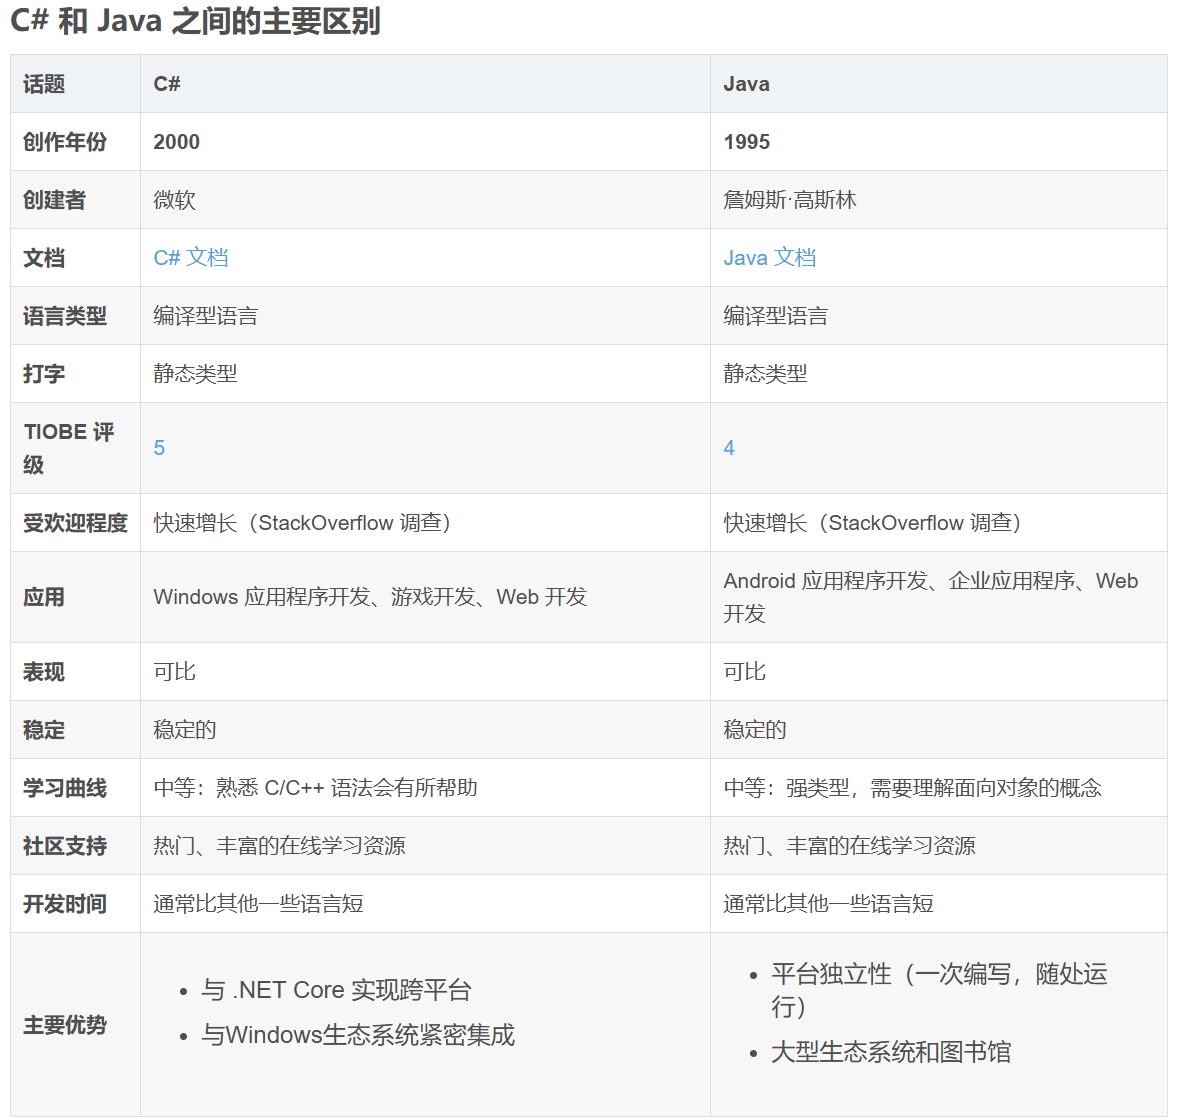 C# 和 Java 之间的主要区别
话题 C# Java
创作年份 2000 1995
创建者 微软 詹姆斯·高斯林
文档 C# 文档 Java 文档
语言类型 编译型语言 编译型语言
打字 静态类型 静态类型
TIOBE 评
级
5 4
受欢迎程度 快速增长（StackOverflow 调查） 快速增长（StackOverflow 调查）
应用 Windows 应用程序开发、游戏开发、Web 开发
Android 应用程序开发、企业应用程序、Web
开发
表现 可比 可比
稳定 稳定的 稳定的
学习曲线 中等：熟悉 C/C++ 语法会有所帮助 中等：强类型，需要理解面向对象的概念
社区支持 热门、丰富的在线学习资源 热门、丰富的在线学习资源
开发时间 通常比其他一些语言短 通常比其他一些语言短
主要优势
• 与 .NET Core 实现跨平台
• 与Windows生态系统紧密集成
• 平台独立性（一次编写，随处运
行）
• 大型生态系统和图书馆